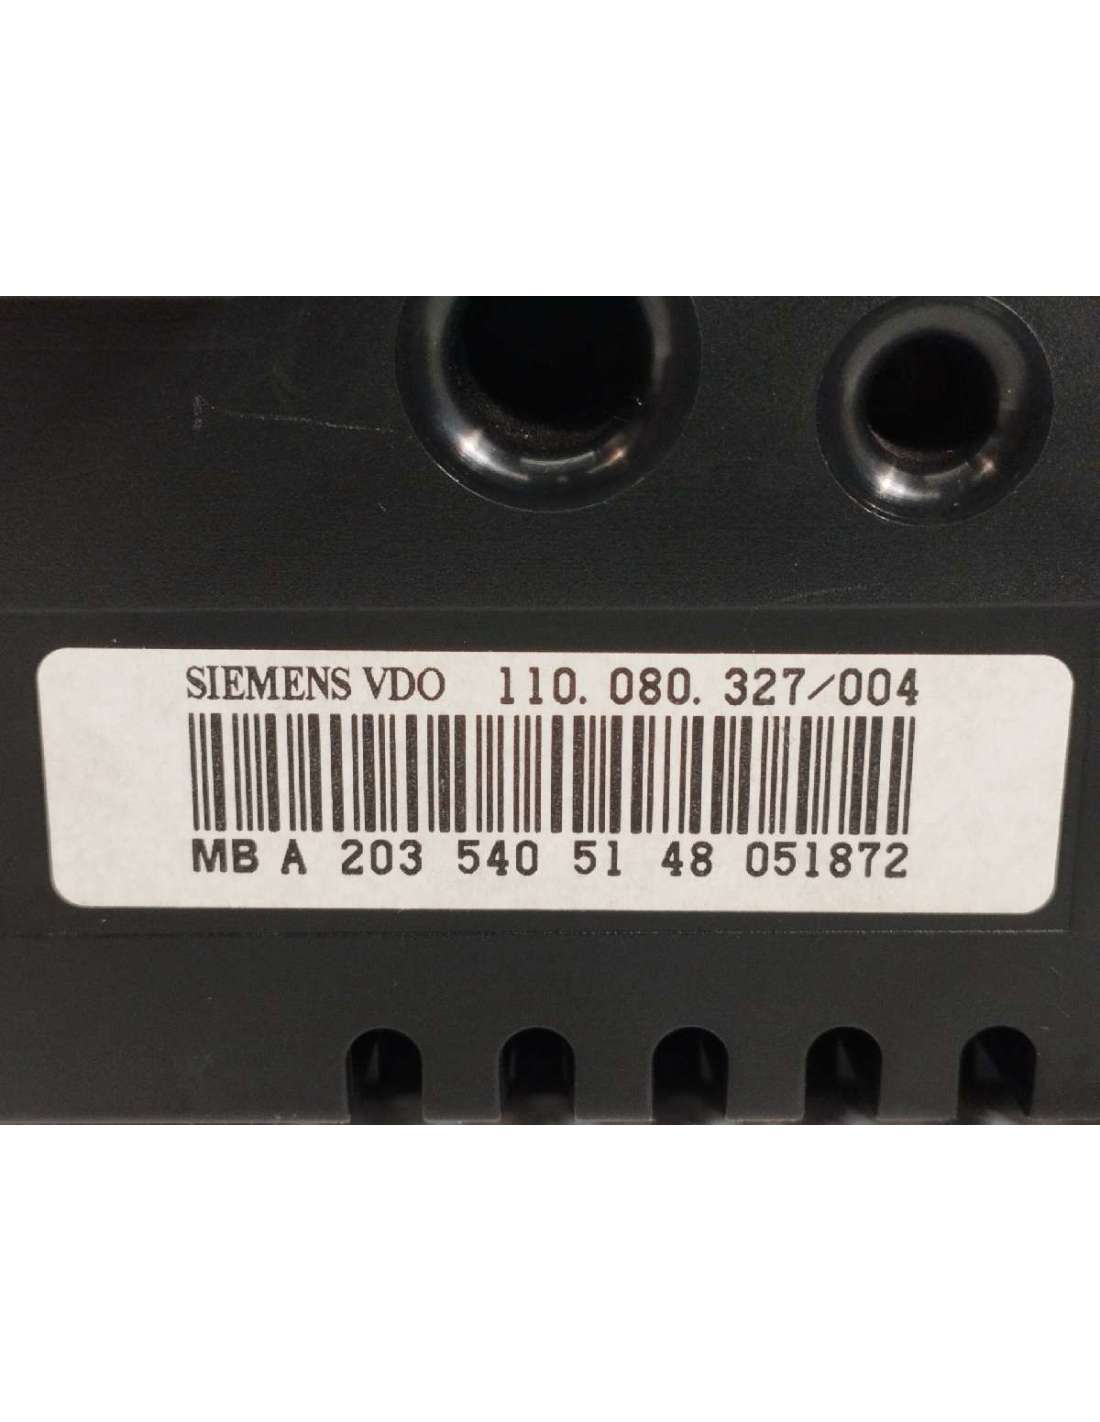 SIEMENS VDO 110. 080. 327/004
MB A 203 540 51 48 051872